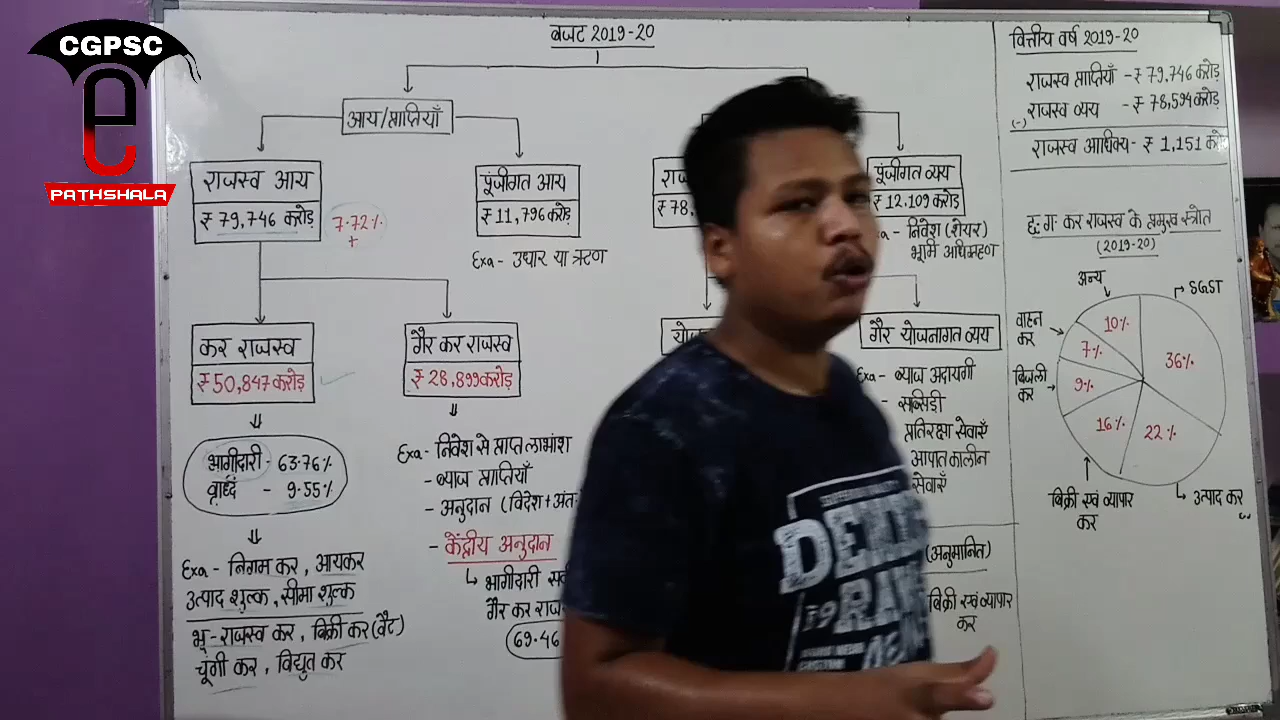 CGPSC
e
PATHSHALA
बजट 2019-20
आय/प्राप्तियाँ
राजस्व आय
₹ 79,746 करोड़
7.72%
+
पूंजीगत आय
₹ 11,796 करोड़
Exa - उधार या ऋण
कर राजस्व
₹ 50,847 करोड़
गैर कर राजस्व
₹ 28,899 करोड़
भागीदारी - 63.76%
वृद्धि - 9.55%
Exa - निगम कर, आयकर
उत्पाद शुल्क, सीमा शुल्क
भू-राजस्व कर, बिक्री कर (वैट)
चूंगी कर, विद्युत कर
Exa - निवेश से प्राप्त लाभांश
- ब्याज प्राप्तियाँ
- अनुदान (विदेश+
- केंद्रीय अनुदान
भागीदारी
गैर कर
69.46
₹ 78,
पूंजीगत व्यय
₹ 12,109 करोड़
- निवेश (शेयर)
भूमि अधिग्रहण
गैर योजनागत व्यय
Exa - ब्याज अदायगी
- सब्सिडी
प्रतिरक्षा सेवाएँ
आपातकालीन
सेवाएँ
(अनुमानित)
बिक्री एवं व्यापार
कर
वित्तीय वर्ष 2019-20
राजस्व प्राप्तियाँ - ₹ 79,746 करोड़
(-) राजस्व व्यय - ₹ 78,594 करोड़
राजस्व आधिक्य - ₹ 1,151 करोड़
छ: ग: कर राजस्व के प्रमुख स्त्रोत
(2019-20)
अन्य
SGST
वाहन
कर
बिजली
कर
10%
7%
9%
16%
22%
36%
बिक्री एवं व्यापार
कर
उत्पाद कर